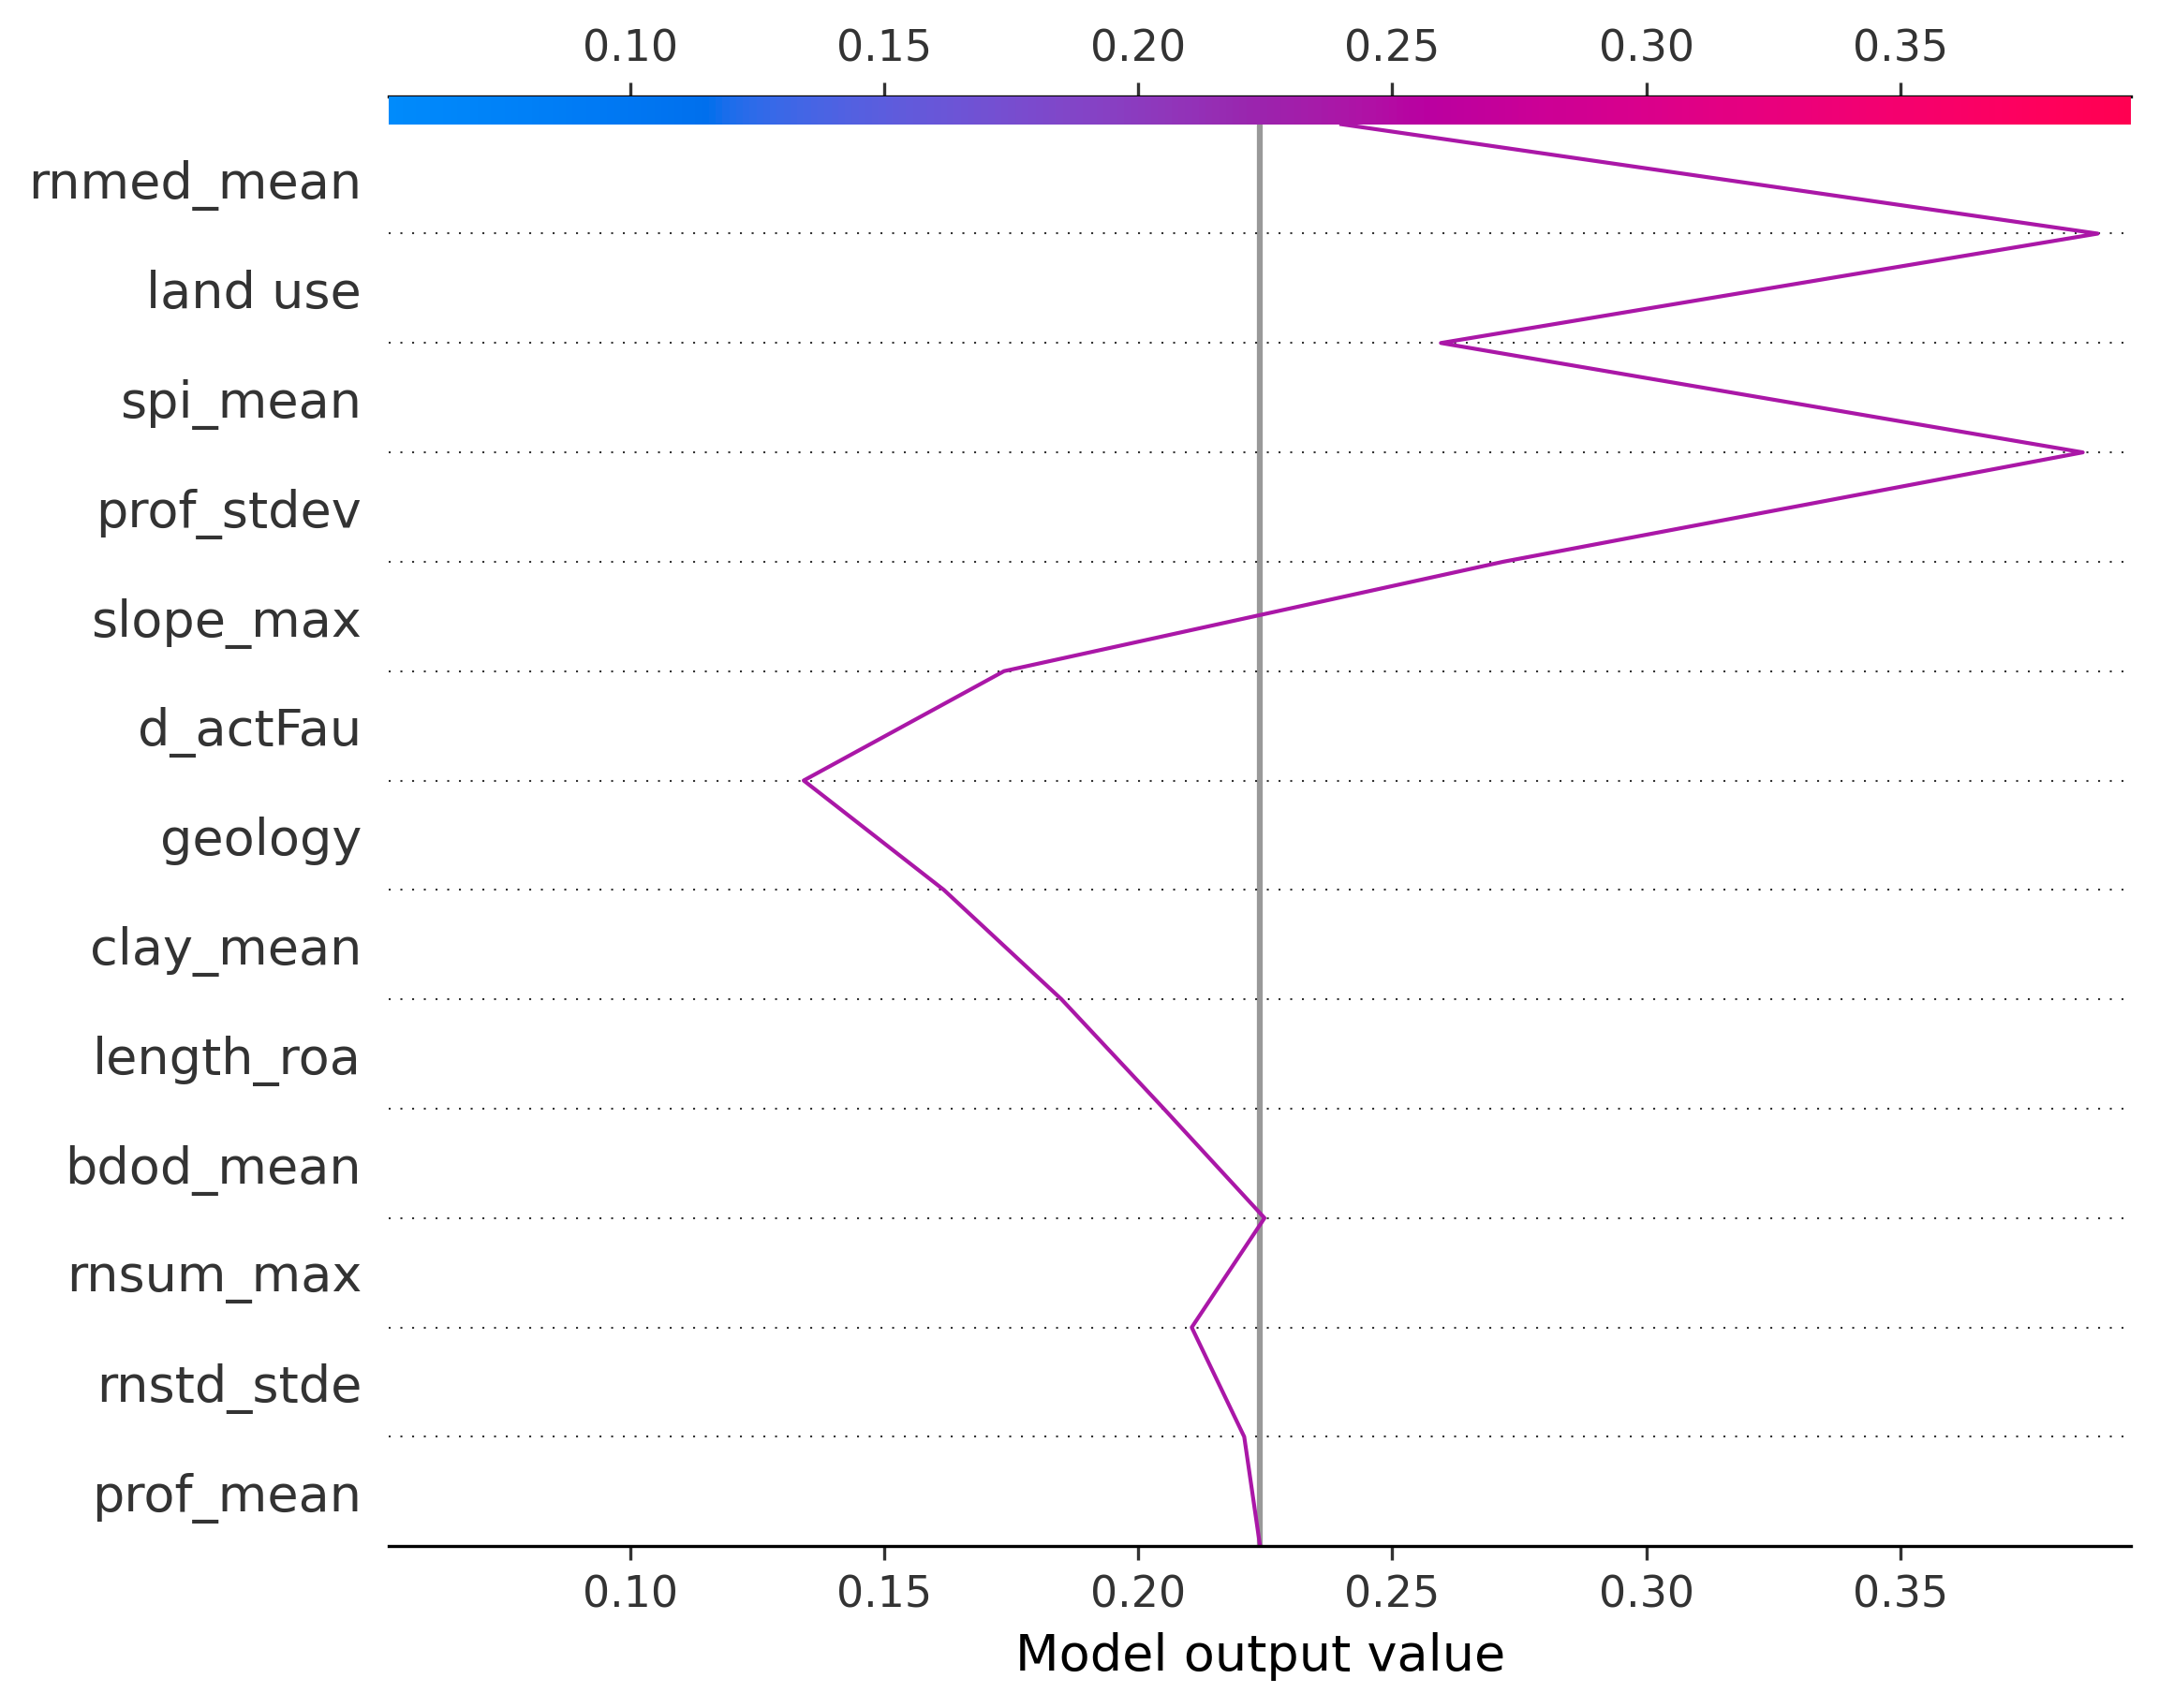 0.10 0.15 0.20 0.25 0.30 0.35
rnmed_mean
land use
spi_mean
prof_stdev
slope_max
d_actFau
geology
clay_mean
length_roa
bdod_mean
rnsum_max
rnstd_stde
prof_mean
0.10 0.15 0.20 0.25 0.30 0.35
Model output value